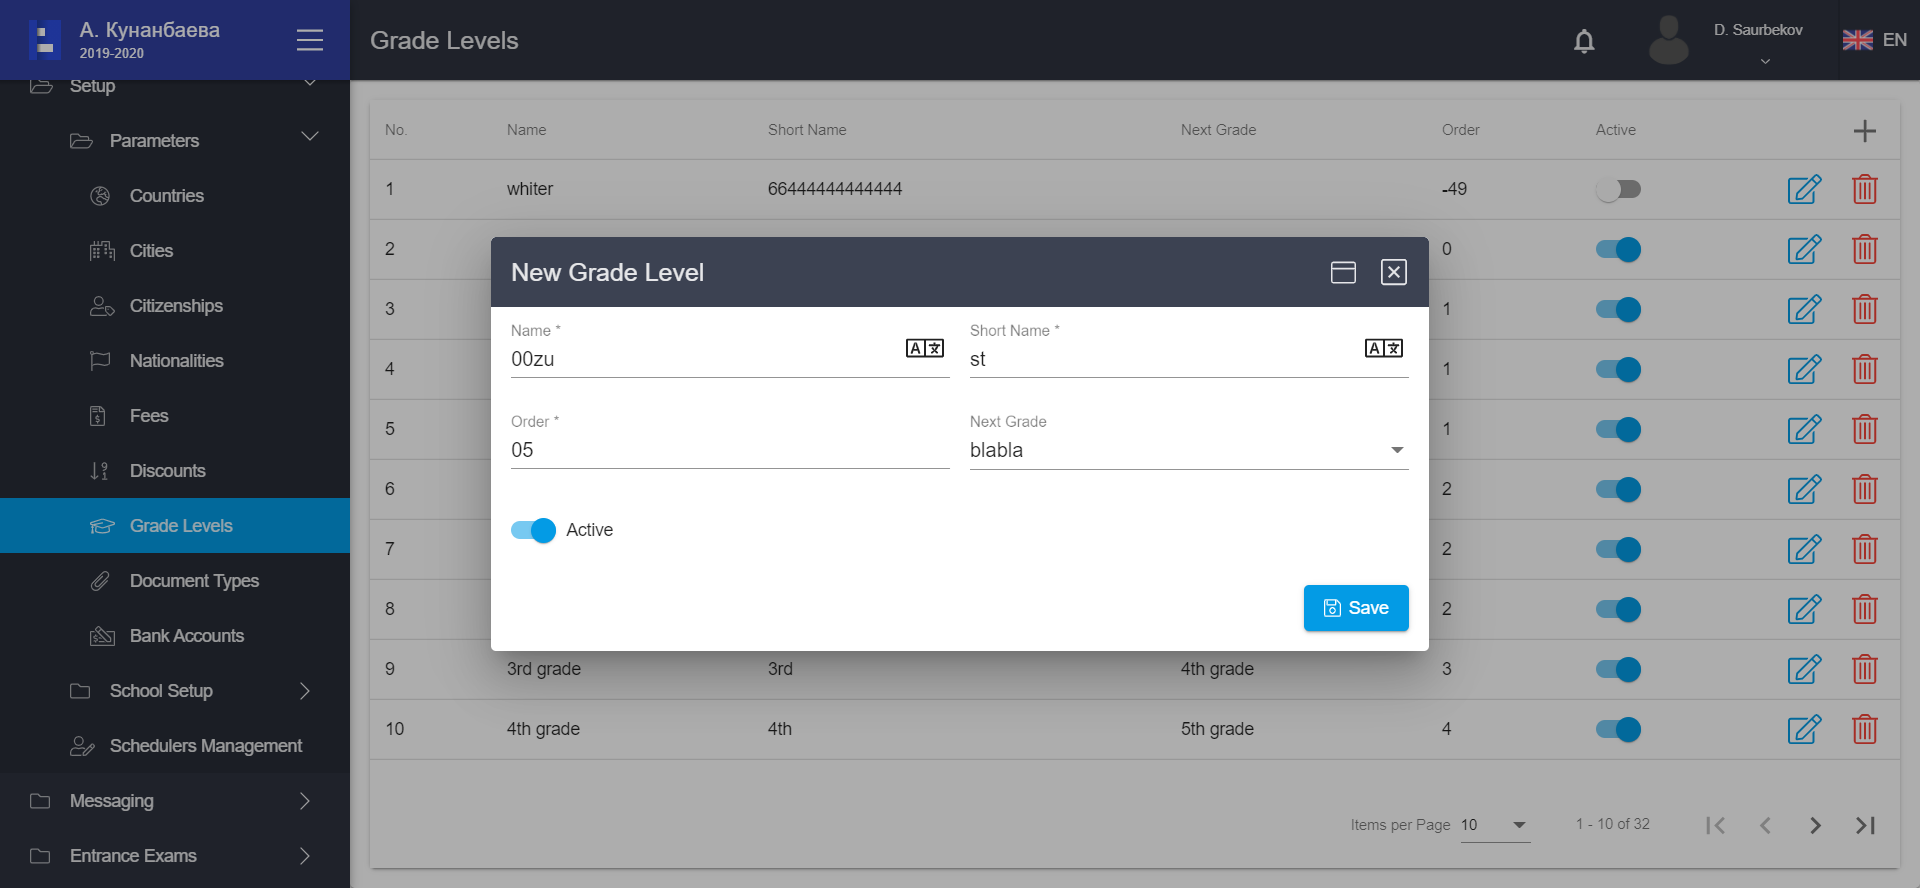 А. Кунанбаева
2019-2020
Grade Levels
D. Saurbekov
EN
Setup
Parameters
Countries
Cities
Citizenships
Nationalities
Fees
Discounts
Grade Levels
Document Types
Bank Accounts
School Setup
Schedulers Management
Messaging
Entrance Exams
No. Name Short Name Next Grade Order Active
1 whiter 66444444444444 -49
2 0
3 1
4 1
5 1
6 2
7 2
8 2
9 3rd grade 3rd 4th grade 3
10 4th grade 4th 5th grade 4
New Grade Level
Name * Short Name *
00zu st
Order * Next Grade
05 blabla
Active
Save
Items per Page 10 1 - 10 of 32